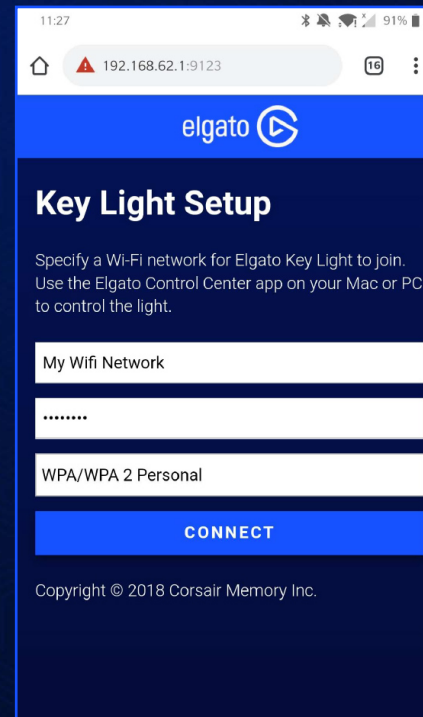 11:27 91%
192.168.62.1:9123 16
elgato
Key Light Setup
Specify a Wi-Fi network for Elgato Key Light to join.
Use the Elgato Control Center app on your Mac or PC
to control the light.
My Wifi Network
••••••••
WPA/WPA 2 Personal
CONNECT
Copyright © 2018 Corsair Memory Inc.